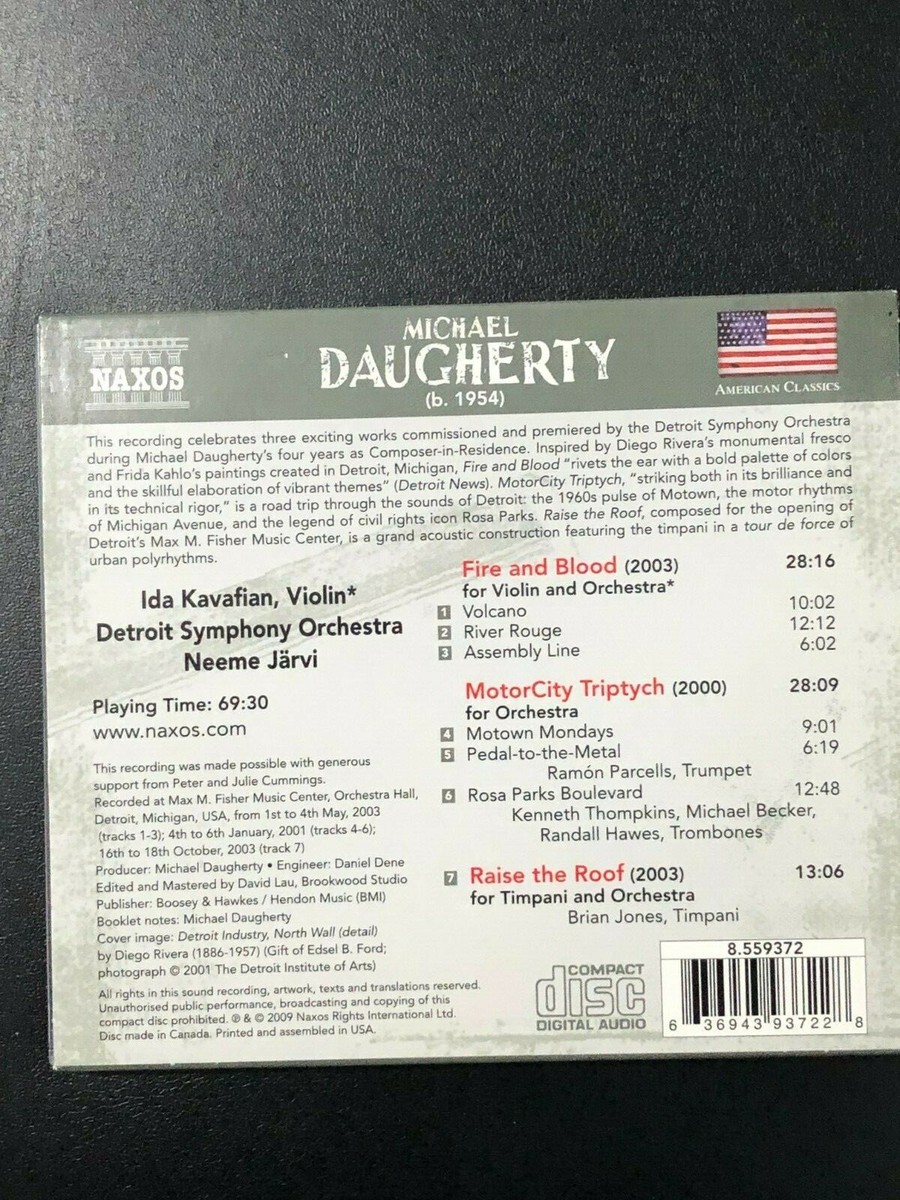 NAXOS
MICHAEL
DAUGHERTY
(b. 1954)
AMERICAN CLASSICS
This recording celebrates three exciting works commissioned and premiered by the Detroit Symphony Orchestra
during Michael Daugherty's four years as Composer-in-Residence. Inspired by Diego Rivera's monumental fresco
and Frida Kahlo's paintings created in Detroit, Michigan, Fire and Blood “rivets the ear with a bold palette of colors
and the skillful elaboration of vibrant themes” (Detroit News). MotorCity Triptych, “striking both in its brilliance and
in its technical rigor,” is a road trip through the sounds of Detroit: the 1960s pulse of Motown, the motor rhythms
of Michigan Avenue, and the legend of civil rights icon Rosa Parks. Raise the Roof, composed for the opening of
Detroit's Max M. Fisher Music Center, is a grand acoustic construction featuring the timpani in a tour de force of
urban polyrhythms.
Ida Kavafian, Violin*
Detroit Symphony Orchestra
Neeme Järvi
Playing Time: 69:30
www.naxos.com
This recording was made possible with generous
support from Peter and Julie Cummings.
Recorded at Max M. Fisher Music Center, Orchestra Hall,
Detroit, Michigan, USA, from 1st to 4th May, 2003
(tracks 1-3); 4th to 6th January, 2001 (tracks 4-6);
16th to 18th October, 2003 (track 7)
Producer: Michael Daugherty • Engineer: Daniel Dene
Edited and Mastered by David Lau, Brookwood Studio
Publisher: Boosey & Hawkes / Hendon Music (BMI)
Booklet notes: Michael Daugherty
Cover image: Detroit Industry, North Wall (detail)
by Diego Rivera (1886-1957) (Gift of Edsel B. Ford;
photograph © 2001 The Detroit Institute of Arts)
All rights in this sound recording, artwork, texts and translations reserved.
Unauthorised public performance, broadcasting and copying of this
compact disc prohibited. ℗ & © 2009 Naxos Rights International Ltd.
Disc made in Canada. Printed and assembled in USA.
Fire and Blood (2003) 28:16
for Violin and Orchestra*
1 Volcano 10:02
2 River Rouge 12:12
3 Assembly Line 6:02
MotorCity Triptych (2000) 28:09
for Orchestra
4 Motown Mondays 9:01
5 Pedal-to-the-Metal 6:19
Ramón Parcells, Trumpet
6 Rosa Parks Boulevard 12:48
Kenneth Thompkins, Michael Becker,
Randall Hawes, Trombones
7 Raise the Roof (2003) 13:06
for Timpani and Orchestra
Brian Jones, Timpani
COMPACT
disc
DIGITAL AUDIO
8.559372
6 36943 93722 8